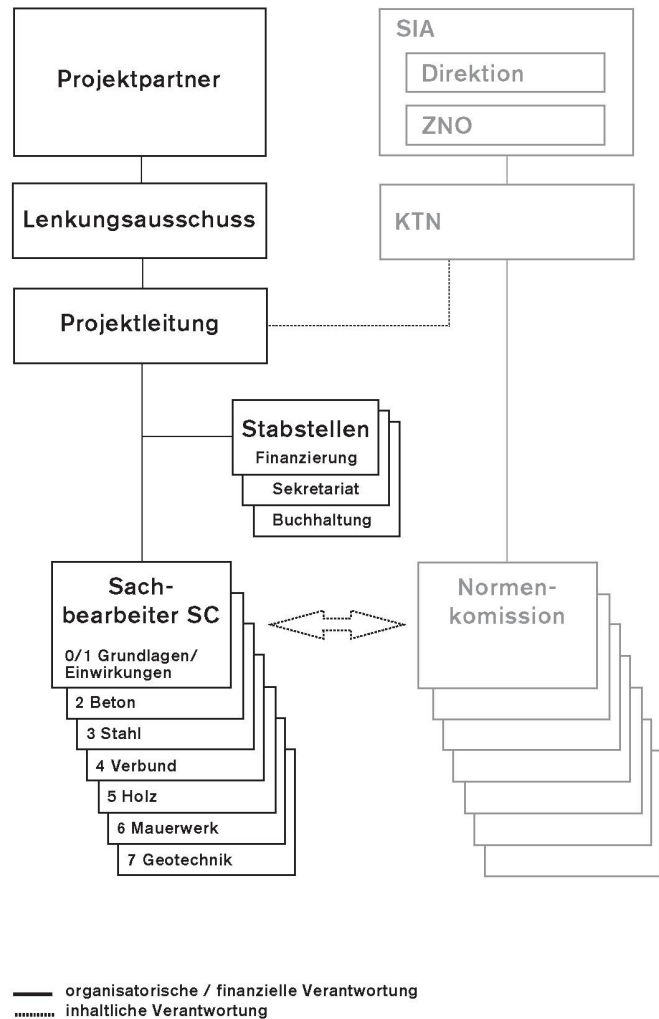 Projektpartner
Lenkungsausschuss
Projektleitung
SIA
Direktion
ZNO
KTN
Stabstellen
Finanzierung
Sekretariat
Buchhaltung
Sach-
bearbeiter SC
0/1 Grundlagen/
Einwirkungen
2 Beton
3 Stahl
4 Verbund
5 Holz
6 Mauerwerk
7 Geotechnik
Normen-
komission
organisatorische / finanzielle Verantwortung
inhaltliche Verantwortung